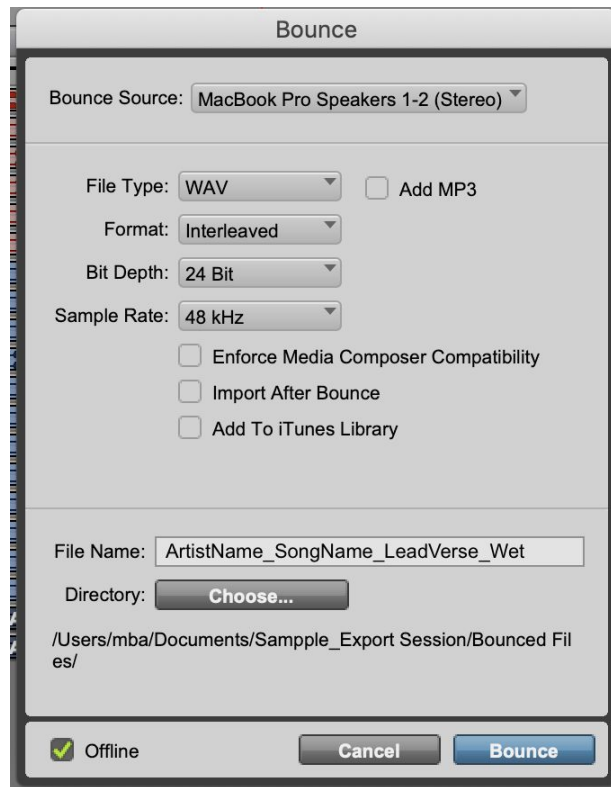 Bounce
Bounce Source: MacBook Pro Speakers 1-2 (Stereo)
File Type: WAV Add MP3
Format: Interleaved
Bit Depth: 24 Bit
Sample Rate: 48 kHz
Enforce Media Composer Compatibility
Import After Bounce
Add To iTunes Library
File Name: ArtistName_SongName_LeadVerse_Wet
Directory: Choose...
/Users/mba/Documents/Sampple_Export Session/Bounced Fil
es/
Offline Cancel Bounce